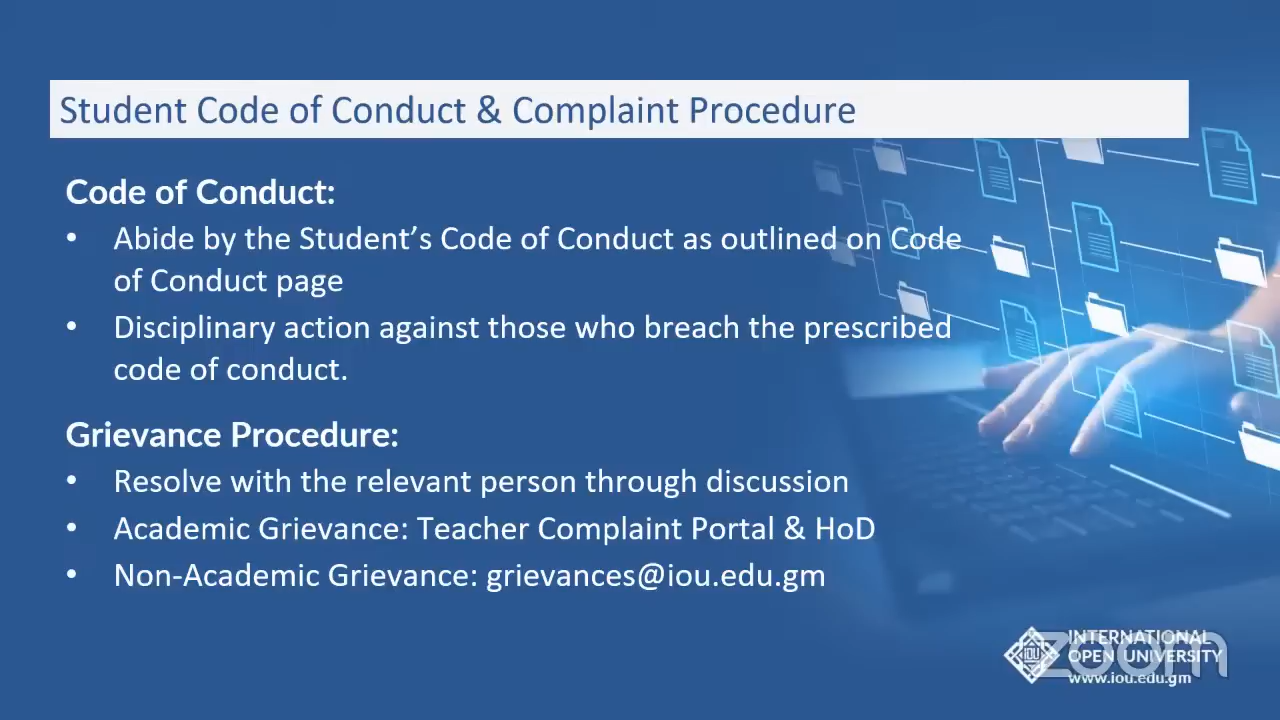 Student Code of Conduct & Complaint Procedure
Code of Conduct:
• Abide by the Student’s Code of Conduct as outlined on Code
of Conduct page
• Disciplinary action against those who breach the prescribed
code of conduct.
Grievance Procedure:
• Resolve with the relevant person through discussion
• Academic Grievance: Teacher Complaint Portal & HoD
• Non-Academic Grievance: grievances@iou.edu.gm
IOU
INTERNATIONAL
OPEN UNIVERSITY
www.iou.edu.gm
zoom